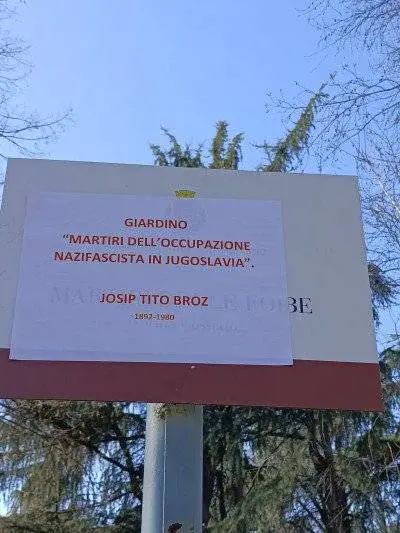 GIARDINO
“MARTIRI DELL’OCCUPAZIONE
NAZIFASCISTA IN JUGOSLAVIA”.
JOSIP TITO BROZ
1892-1980